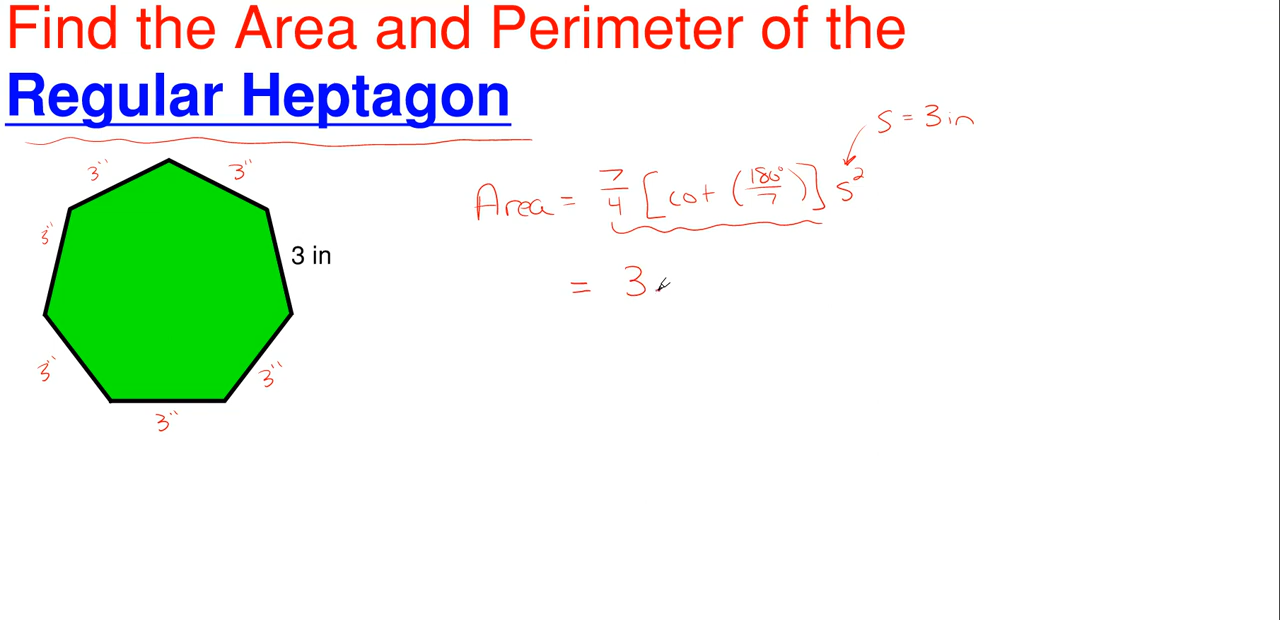 Find the Area and Perimeter of the
Regular Heptagon
s = 3 in
3" 3"
Area = 7/4 [cot (180°/7)] s²
3"
3 in
= 3.
3" 3"
3"